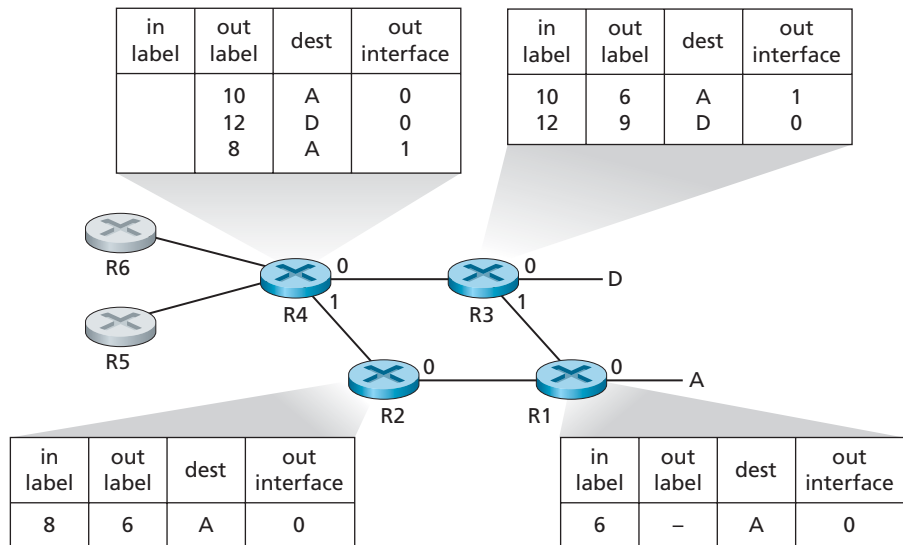 in label | out label | dest | out interface
10 | A | 0
12 | D | 0
8 | A | 1
in label | out label | dest | out interface
10 | 6 | A | 1
12 | 9 | D | 0
R6
0
0
D
R4
1
R3
1
R5
0
0
A
R2
R1
in label | out label | dest | out interface
8 | 6 | A | 0
in label | out label | dest | out interface
6 | – | A | 0